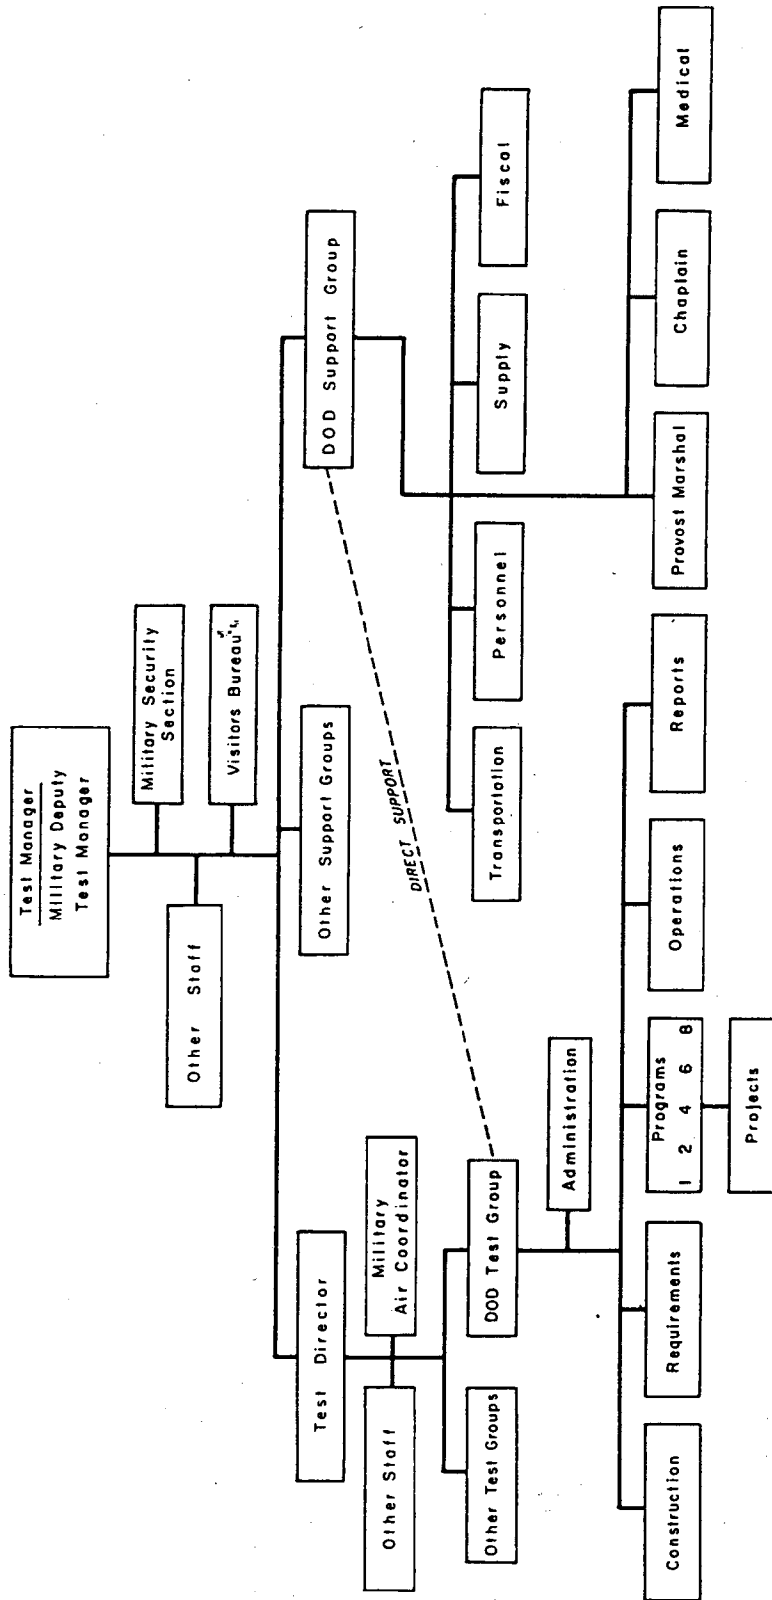 Test Manager
Military Deputy
Test Manager
Military Security
Section
Other Staff
Visitors Bureau
Test Director
Other Support Groups
DOD Support Group
Military
Air Coordinator
Other Staff
DIRECT SUPPORT
Other Test Groups
DOD Test Group
Transportation
Personnel
Supply
Fiscal
Administration
Construction
Requirements
Programs
1 2 4 6 8
Operations
Reports
Provost Marshal
Chaplain
Medical
Projects